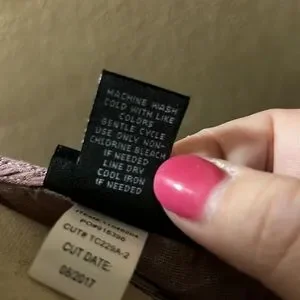 MACHINE WASH
COLD WITH LIKE
COLORS
GENTLE CYCLE
USE ONLY NON-
CHLORINE BLEACH
IF NEEDED
LINE DRY
COOL IRON
IF NEEDED
CUT# TC229A-2
CUT DATE:
08/2017